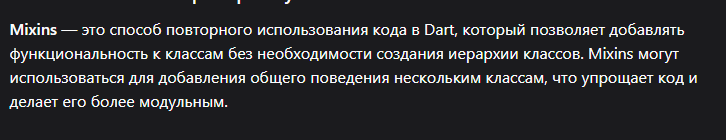 Mixins — это способ повторного использования кода в Dart, который позволяет добавлять
функциональность к классам без необходимости создания иерархии классов. Mixins могут
использоваться для добавления общего поведения нескольким классам, что упрощает код и
делает его более модульным.